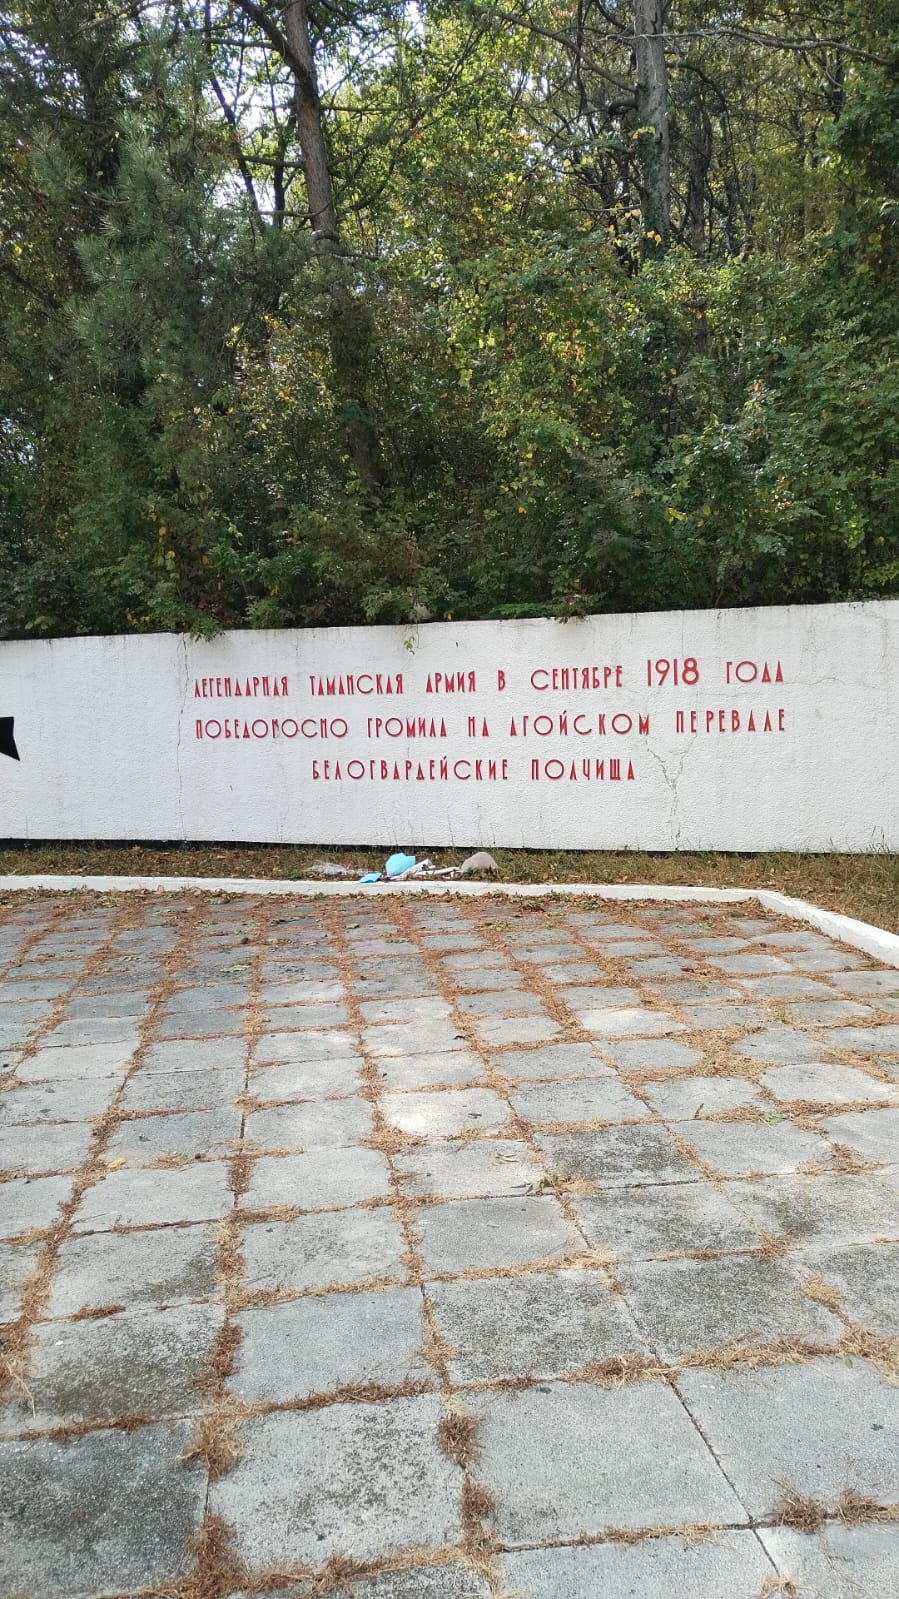 ЛЕГЕНДАРНАЯ ТАМАНСКАЯ АРМИЯ В СЕНТЯБРЕ 1918 ГОДА
ПОБЕДОНОСНО ГРОМИЛА НА АГОЙСКОМ ПЕРЕВАЛЕ
БЕЛОГВАРДЕЙСКИЕ ПОЛЧИЩА